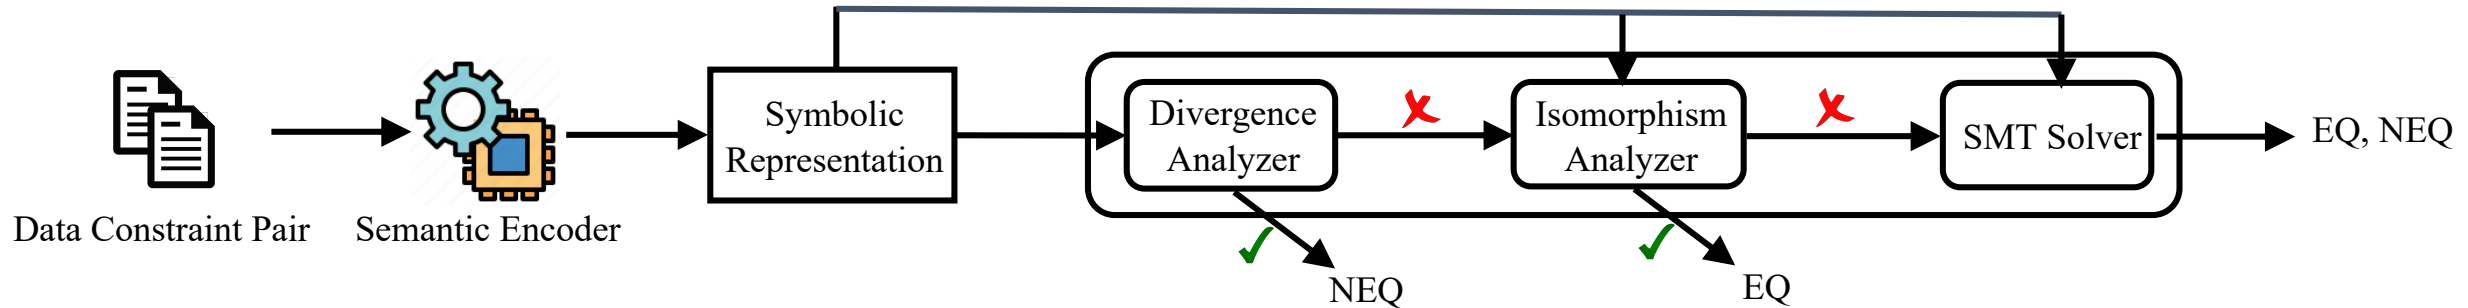 Data Constraint Pair
Semantic Encoder
Symbolic
Representation
Divergence
Analyzer
Isomorphism
Analyzer
SMT Solver
EQ, NEQ
NEQ
EQ